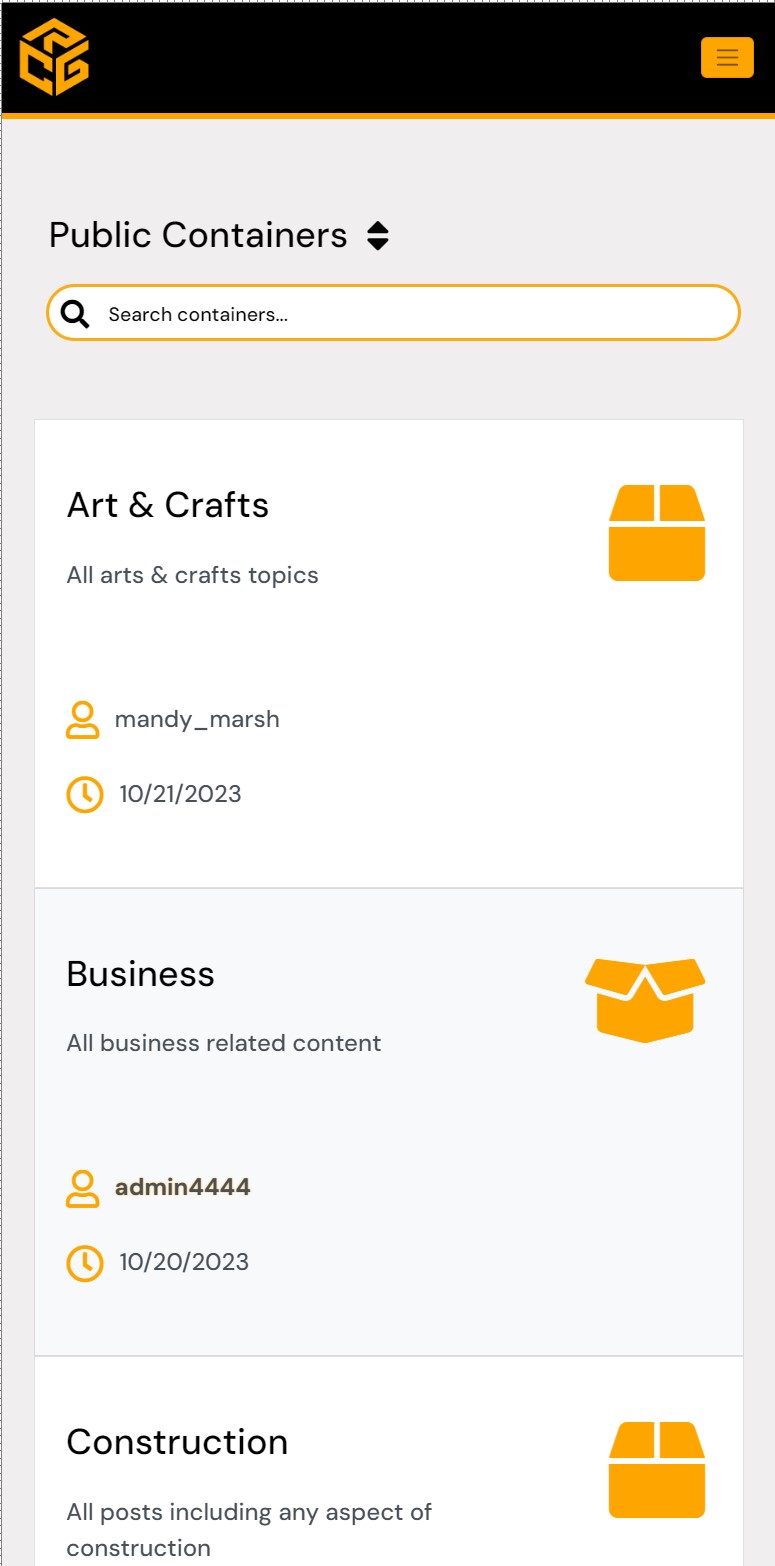 Public Containers
Search containers...
Art & Crafts
All arts & crafts topics
mandy_marsh
10/21/2023
Business
All business related content
admin4444
10/20/2023
Construction
All posts including any aspect of
construction